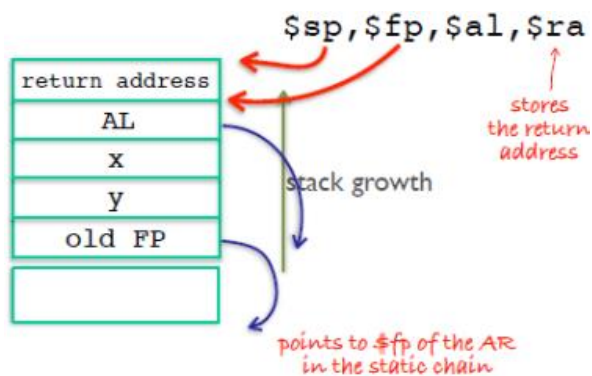 $sp,$fp,$al,$ra
return address
AL
x
y
old FP
stack growth
stores
the return
address
points to $fp of the AR
in the static chain